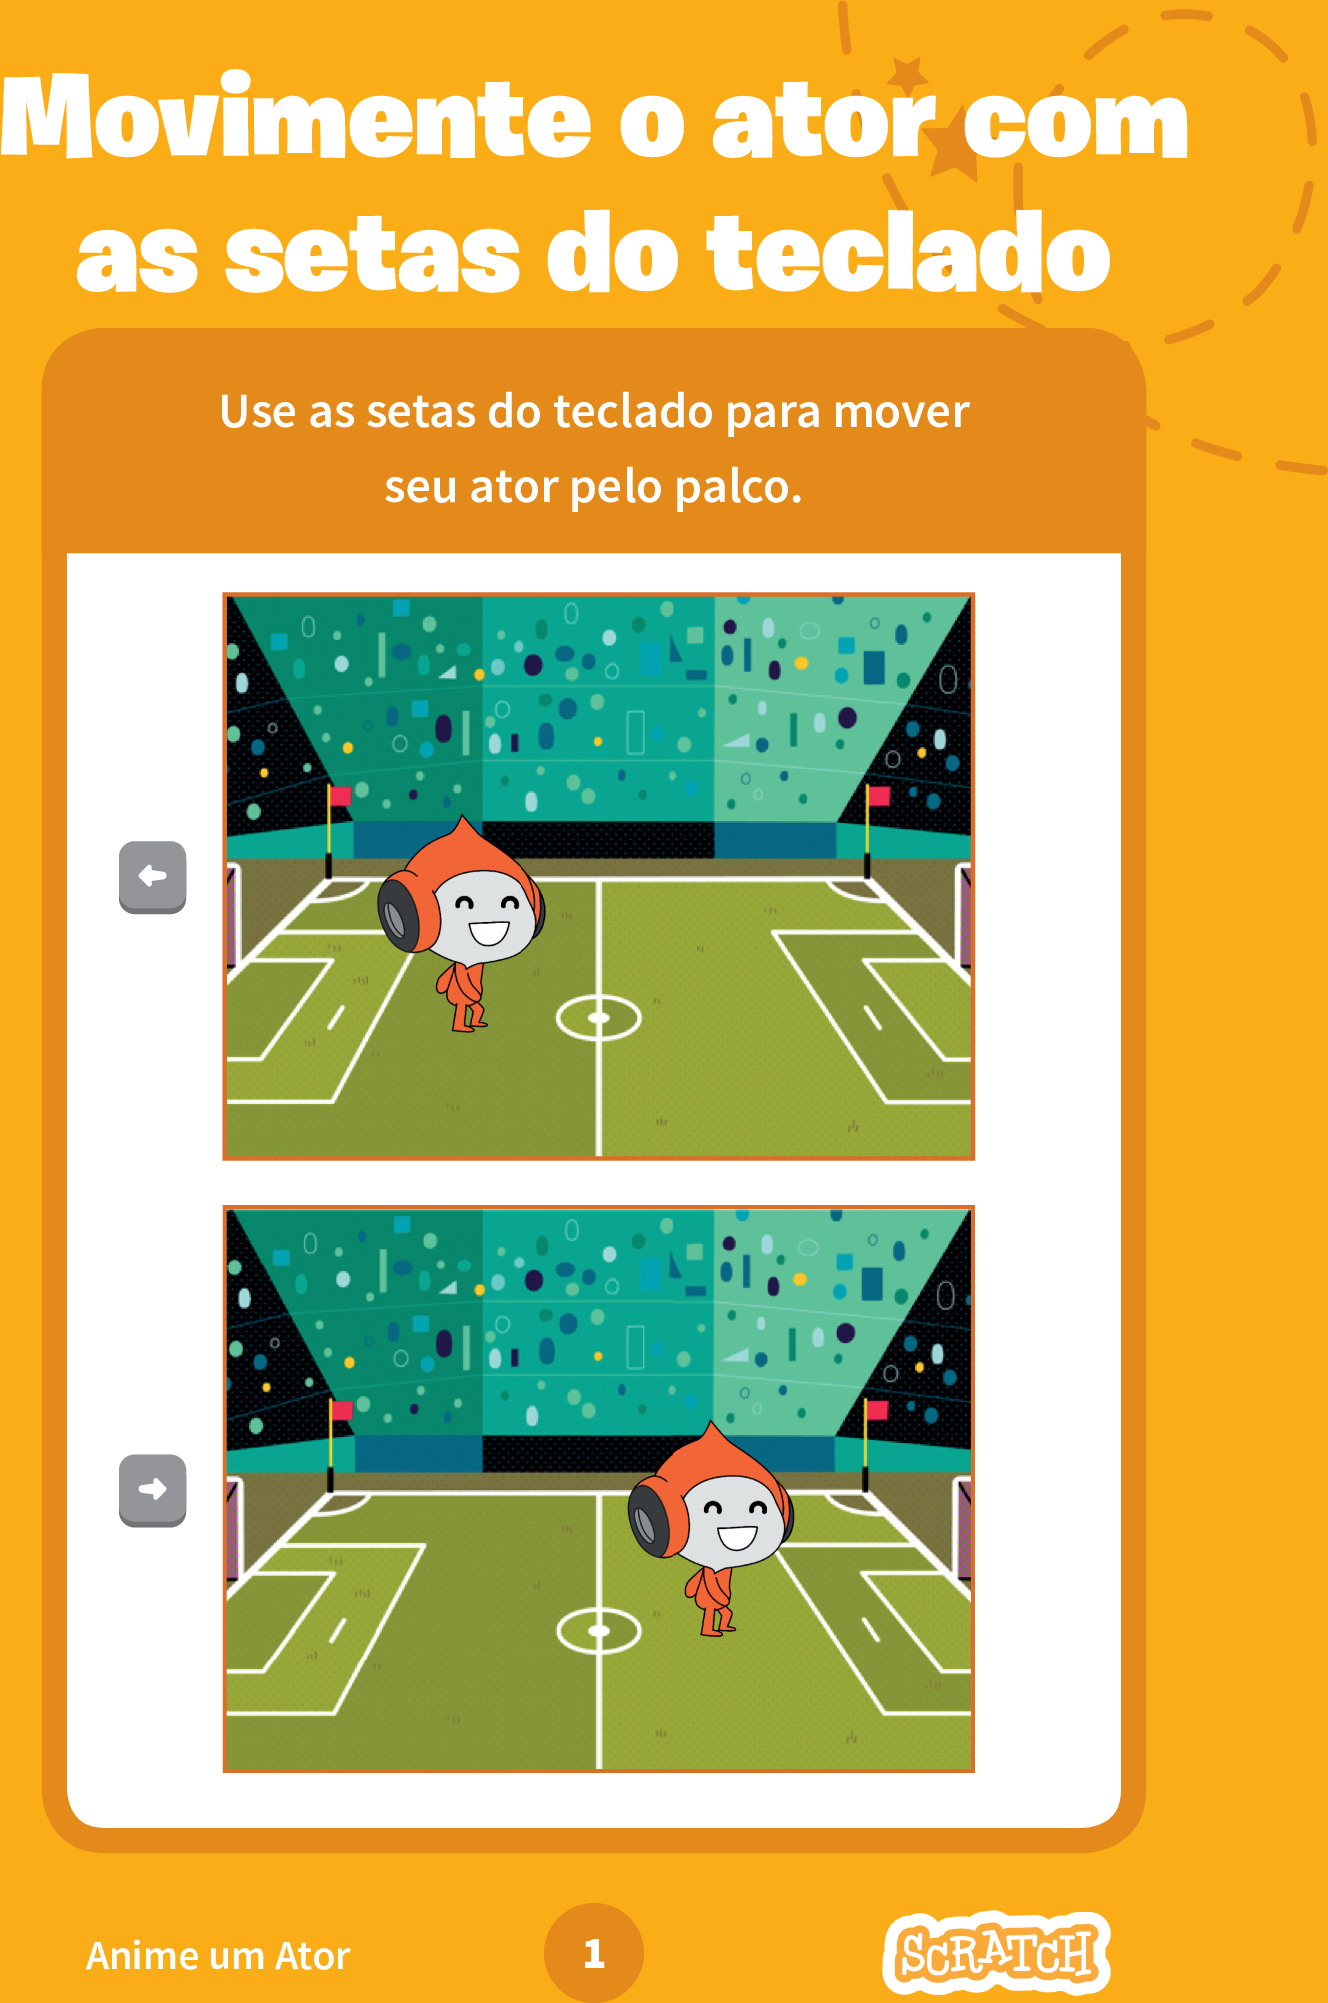 Movimente o ator com
as setas do teclado
Use as setas do teclado para mover
seu ator pelo palco.
Anime um Ator
1
SCRATCH